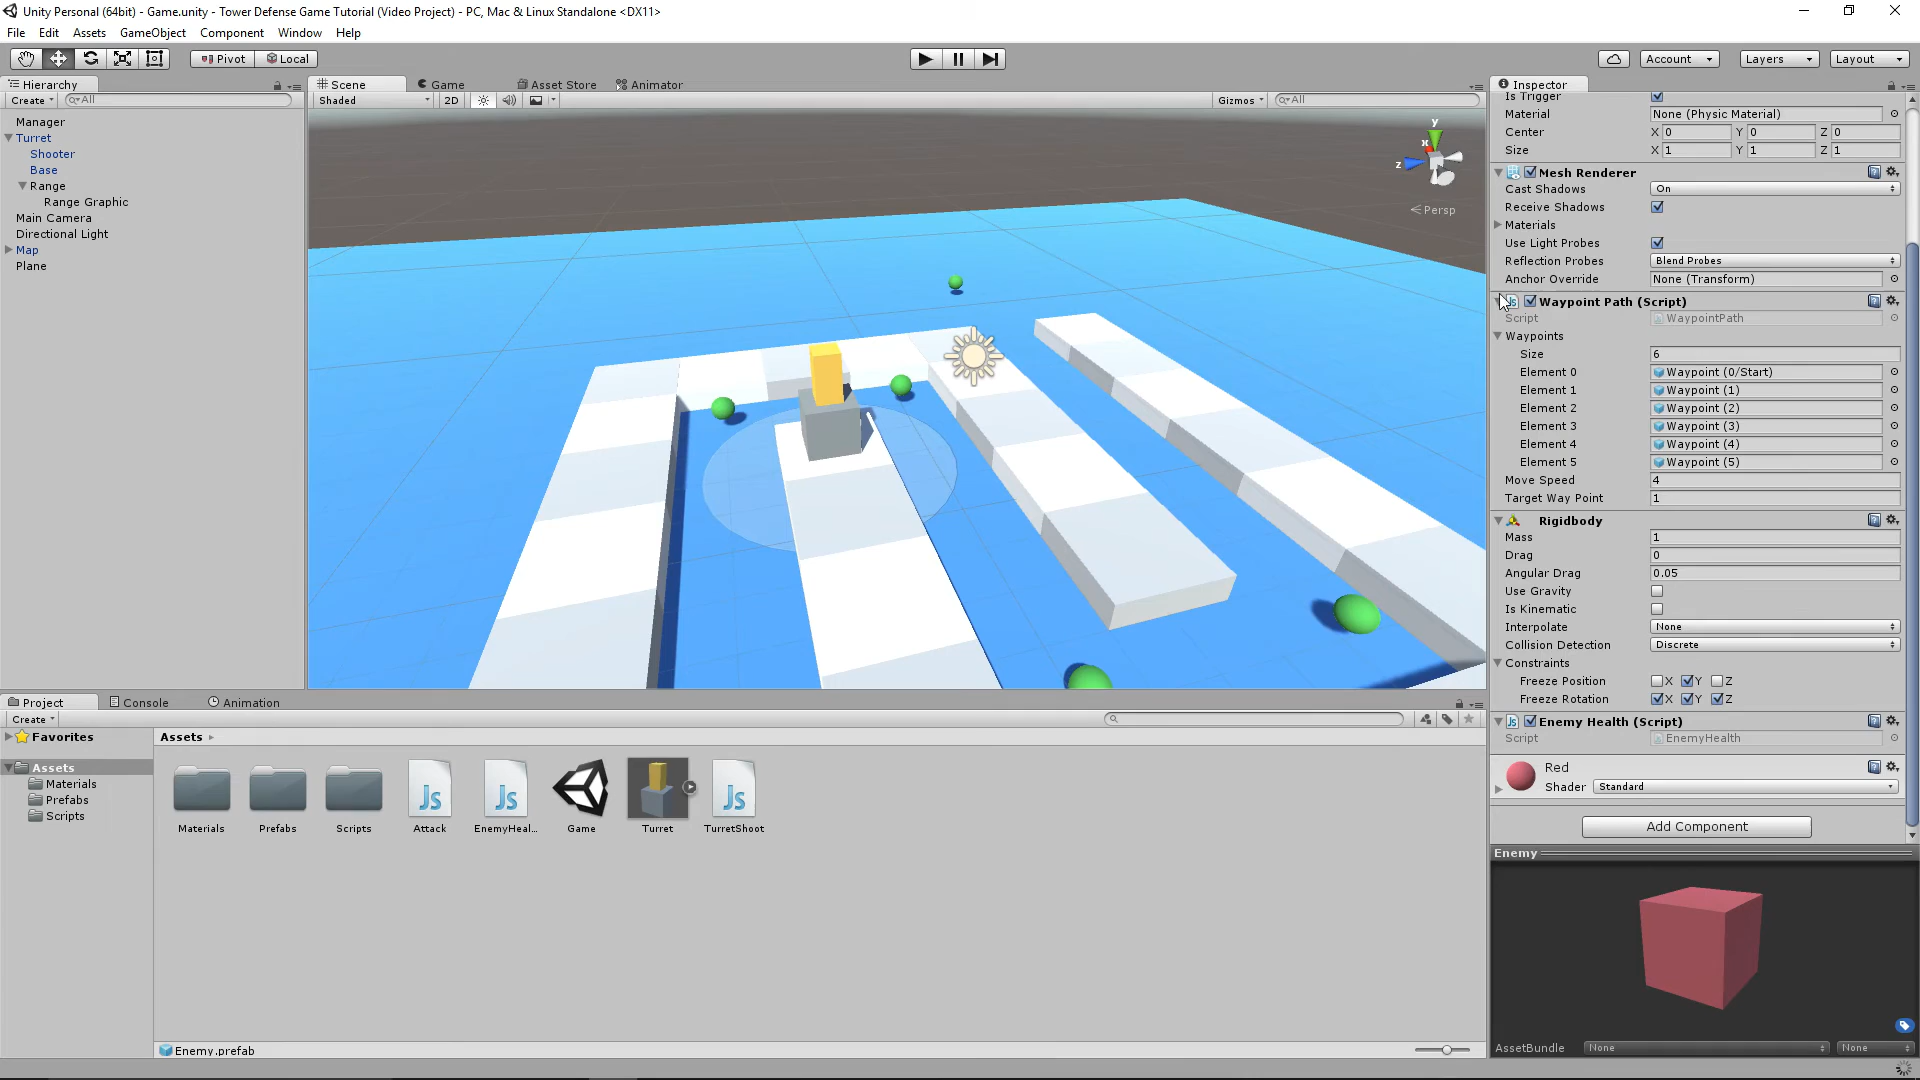 Unity Personal (64bit) - Game.unity - Tower Defense Game Tutorial (Video Project) - PC, Mac & Linux Standalone <DX11>
File Edit Assets GameObject Component Window Help
Pivot Local Account Layers Layout
Hierarchy
Create All
Manager
Turret
Shooter
Base
Range
Range Graphic
Main Camera
Directional Light
Map
Plane
Scene Game Asset Store Animator
Shaded 2D Gizmos All
y
x
z
Persp
Inspector
Is Trigger
Material None (Physic Material)
Center X 0 Y 0 Z 0
Size X 1 Y 1 Z 1
Mesh Renderer
Cast Shadows On
Receive Shadows
Materials
Use Light Probes
Reflection Probes Blend Probes
Anchor Override None (Transform)
Waypoint Path (Script)
Script WaypointPath
Waypoints
Size 6
Element 0 Waypoint (0/Start)
Element 1 Waypoint (1)
Element 2 Waypoint (2)
Element 3 Waypoint (3)
Element 4 Waypoint (4)
Element 5 Waypoint (5)
Move Speed 4
Target Way Point 1
Rigidbody
Mass 1
Drag 0
Angular Drag 0.05
Use Gravity
Is Kinematic
Interpolate None
Collision Detection Discrete
Constraints
Freeze Position X Y Z
Freeze Rotation X Y Z
Js Enemy Health (Script)
Script EnemyHealth
Red
Shader Standard
Add Component
Enemy
AssetBundle None None
Project Console Animation
Create
Favorites
Assets
Materials
Prefabs
Scripts
Assets
Js Js Js
Materials Prefabs Scripts Attack EnemyHeal... Game Turret TurretShoot
Enemy.prefab